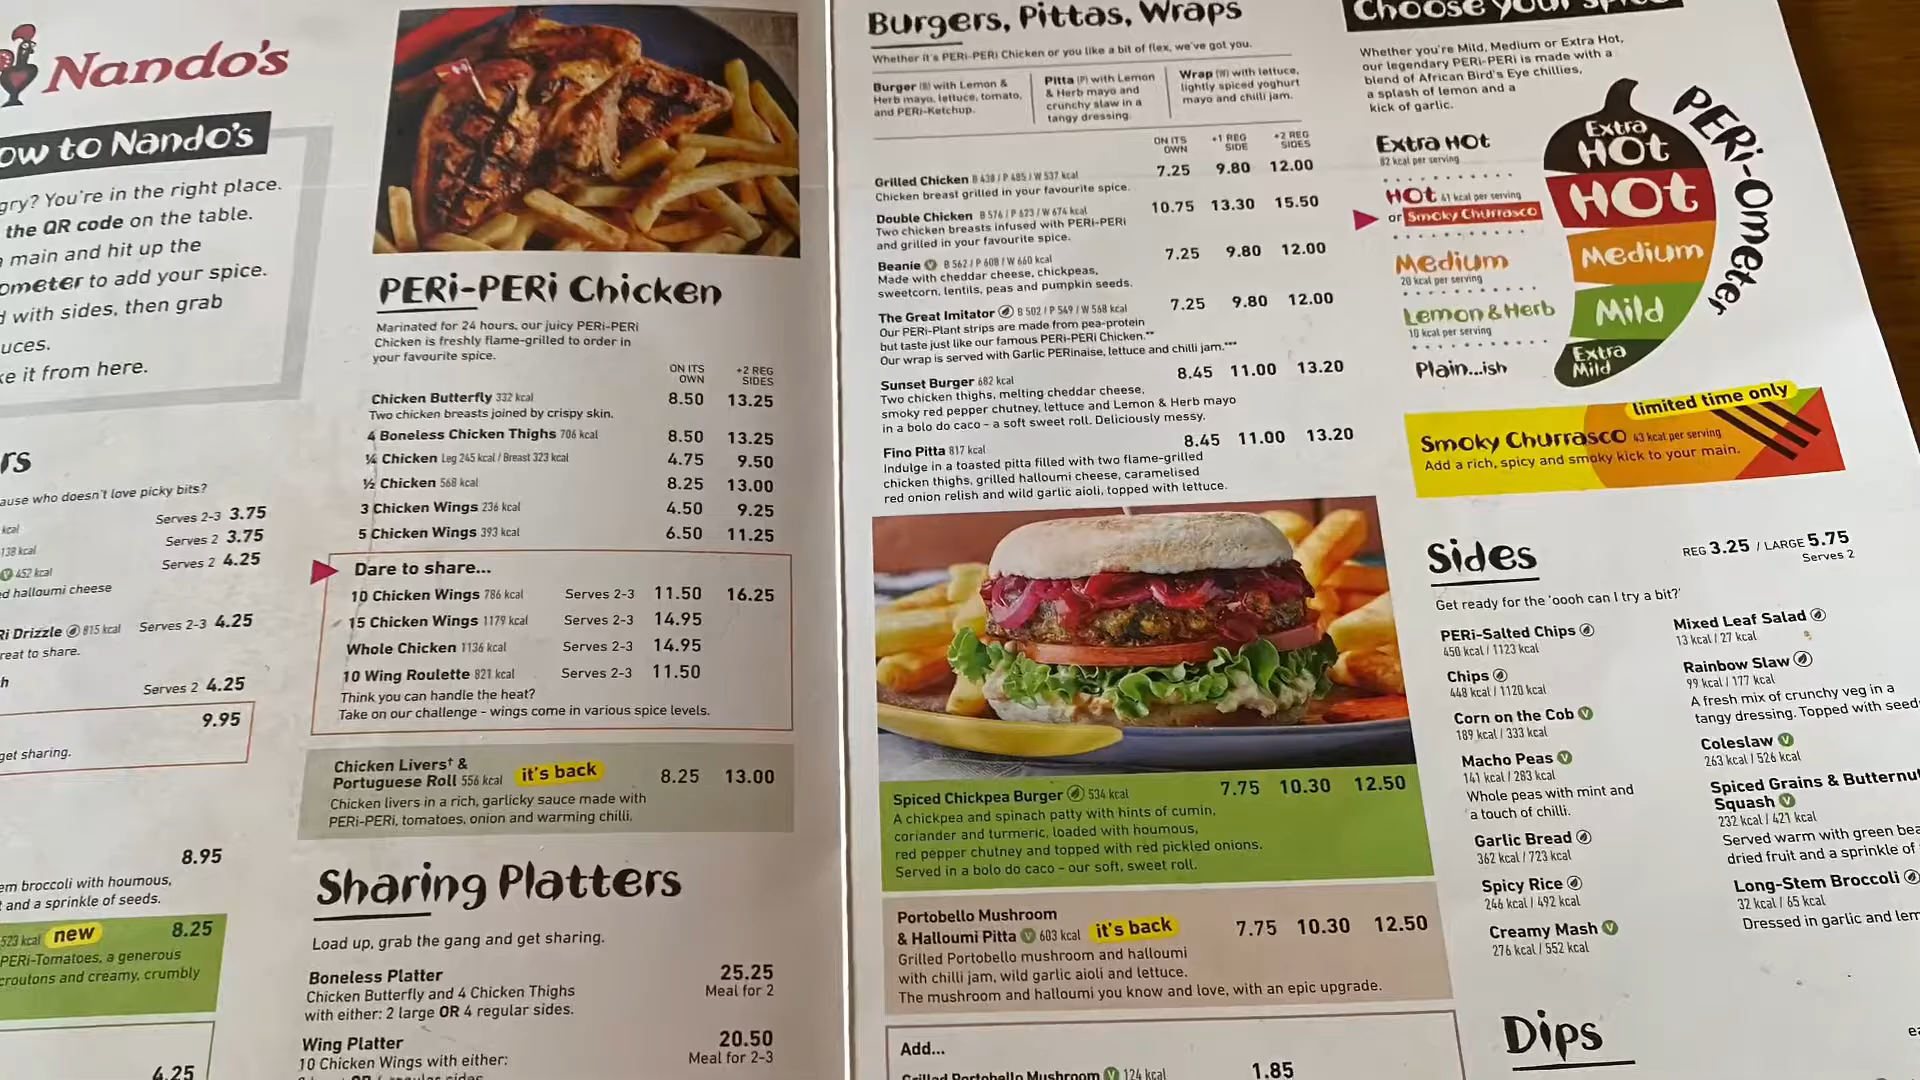 Nando's
ow to Nando's
gry? You're in the right place.
the QR code on the table.
main and hit up the
ometer to add your spice.
d with sides, then grab
uces.
ke it from here.
rs
ause who doesn't love picky bits?
kcal Serves 2-3 3.75
138 kcal Serves 2 3.75
V 452 kcal Serves 2 4.25
ed halloumi cheese
Ri Drizzle 815 kcal Serves 2-3 4.25
reat to share.
h Serves 2 4.25
9.95
get sharing.
8.95
em broccoli with houmous,
and a sprinkle of seeds.
523 kcal new 8.25
PERi-Tomatoes, a generous
croutons and creamy, crumbly
4.25
PERi-PERi Chicken
Marinated for 24 hours, our juicy PERi-PERi
Chicken is freshly flame-grilled to order in
your favourite spice.
ON ITS OWN +2 REG SIDES
Chicken Butterfly 332 kcal 8.50 13.25
Two chicken breasts joined by crispy skin.
4 Boneless Chicken Thighs 706 kcal 8.50 13.25
¼ Chicken Leg 245 kcal / Breast 323 kcal 4.75 9.50
½ Chicken 568 kcal 8.25 13.00
3 Chicken Wings 236 kcal 4.50 9.25
5 Chicken Wings 393 kcal 6.50 11.25
Dare to share...
10 Chicken Wings 786 kcal Serves 2-3 11.50 16.25
15 Chicken Wings 1179 kcal Serves 2-3 14.95
Whole Chicken 1136 kcal Serves 2-3 14.95
10 Wing Roulette 821 kcal Serves 2-3 11.50
Think you can handle the heat?
Take on our challenge - wings come in various spice levels.
Chicken Livers† &
Portuguese Roll 556 kcal it's back 8.25 13.00
Chicken livers in a rich, garlicky sauce made with
PERi-PERi, tomatoes, onion and warming chilli.
Sharing Platters
Load up, grab the gang and get sharing.
Boneless Platter 25.25
Chicken Butterfly and 4 Chicken Thighs Meal for 2
with either: 2 large OR 4 regular sides.
Wing Platter 20.50
10 Chicken Wings with either: Meal for 2-3
Burgers, Pittas, Wraps
Whether it's PERi-PERi Chicken or you like a bit of flex, we've got you.
Burger (B) with Lemon &
Herb mayo, lettuce, tomato,
and PERi-Ketchup.
Pitta (P) with Lemon
& Herb mayo and
crunchy slaw in a
tangy dressing.
Wrap (W) with lettuce,
lightly spiced yoghurt
mayo and chilli jam.
ON ITS OWN +1 REG SIDE +2 REG SIDES
Grilled Chicken B 438 / P 485 / W 537 kcal 7.25 9.80 12.00
Chicken breast grilled in your favourite spice.
Double Chicken B 576 / P 623 / W 674 kcal 10.75 13.30 15.50
Two chicken breasts infused with PERi-PERi
and grilled in your favourite spice.
Beanie V B 562 / P 608 / W 660 kcal 7.25 9.80 12.00
Made with cheddar cheese, chickpeas,
sweetcorn, lentils, peas and pumpkin seeds.
The Great Imitator B 502 / P 549 / W 568 kcal 7.25 9.80 12.00
Our PERi-Plant strips are made from pea-protein
but taste just like our famous PERi-PERi Chicken.**
Our wrap is served with Garlic PERinaise, lettuce and chilli jam.***
Sunset Burger 682 kcal 8.45 11.00 13.20
Two chicken thighs, melting cheddar cheese,
smoky red pepper chutney, lettuce and Lemon & Herb mayo
in a bolo do caco - a soft sweet roll. Deliciously messy.
Fino Pitta 817 kcal 8.45 11.00 13.20
Indulge in a toasted pitta filled with two flame-grilled
chicken thighs, grilled halloumi cheese, caramelised
red onion relish and wild garlic aioli, topped with lettuce.
Spiced Chickpea Burger 534 kcal 7.75 10.30 12.50
A chickpea and spinach patty with hints of cumin,
coriander and turmeric, loaded with houmous,
red pepper chutney and topped with red pickled onions.
Served in a bolo do caco - our soft, sweet roll.
Portobello Mushroom
& Halloumi Pitta V 603 kcal it's back 7.75 10.30 12.50
Grilled Portobello mushroom and halloumi
with chilli jam, wild garlic aioli and lettuce.
The mushroom and halloumi you know and love, with an epic upgrade.
Add...
Grilled Portobello Mushroom V 124 kcal 1.85
Choose your spice
Whether you're Mild, Medium or Extra Hot,
our legendary PERi-PERi is made with a
blend of African Bird's Eye chillies,
a splash of lemon and a
kick of garlic.
Extra HOT
82 kcal per serving
HOT 41 kcal per serving
or Smoky Churrasco
Medium
20 kcal per serving
Lemon & Herb
10 kcal per serving
Plain...ish
Extra
HOT
HOT
Medium
Mild
Extra
Mild
PERi-Ometer
limited time only
Smoky Churrasco 43 kcal per serving
Add a rich, spicy and smoky kick to your main.
Sides REG 3.25 / LARGE 5.75
Serves 2
Get ready for the 'oooh can I try a bit?'
PERi-Salted Chips
450 kcal / 1123 kcal
Chips
448 kcal / 1120 kcal
Corn on the Cob V
189 kcal / 333 kcal
Macho Peas V
141 kcal / 283 kcal
Whole peas with mint and
a touch of chilli.
Garlic Bread
362 kcal / 723 kcal
Spicy Rice
246 kcal / 492 kcal
Creamy Mash V
276 kcal / 552 kcal
Mixed Leaf Salad
13 kcal / 27 kcal
Rainbow Slaw
99 kcal / 177 kcal
A fresh mix of crunchy veg in a
tangy dressing. Topped with seed
Coleslaw V
263 kcal / 526 kcal
Spiced Grains & Butternut
Squash V
232 kcal / 421 kcal
Served warm with green bea
dried fruit and a sprinkle of
Long-Stem Broccoli
32 kcal / 65 kcal
Dressed in garlic and lem
Dips
ea